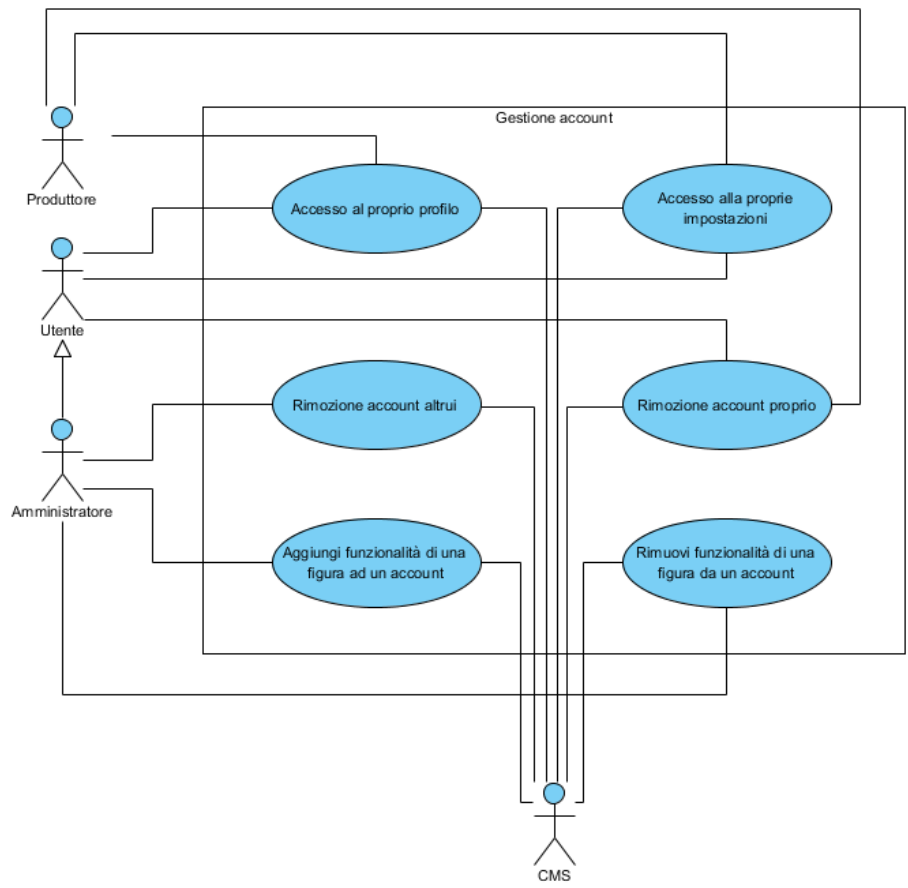 Gestione account
Produttore
Accesso al proprio profilo
Accesso alla proprie
impostazioni
Utente
Rimozione account altrui
Rimozione account proprio
Amministratore
Aggiungi funzionalità di una
figura ad un account
Rimuovi funzionalità di una
figura da un account
CMS